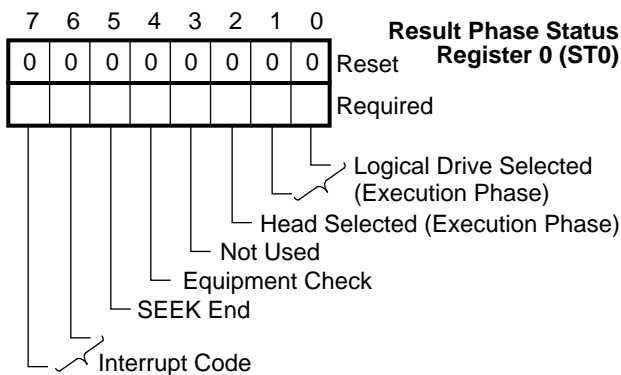 7 6 5 4 3 2 1 0
Result Phase Status
Register 0 (ST0)
0 0 0 0 0 0 0 0 Reset
Required
Logical Drive Selected
(Execution Phase)
Head Selected (Execution Phase)
Not Used
Equipment Check
SEEK End
Interrupt Code